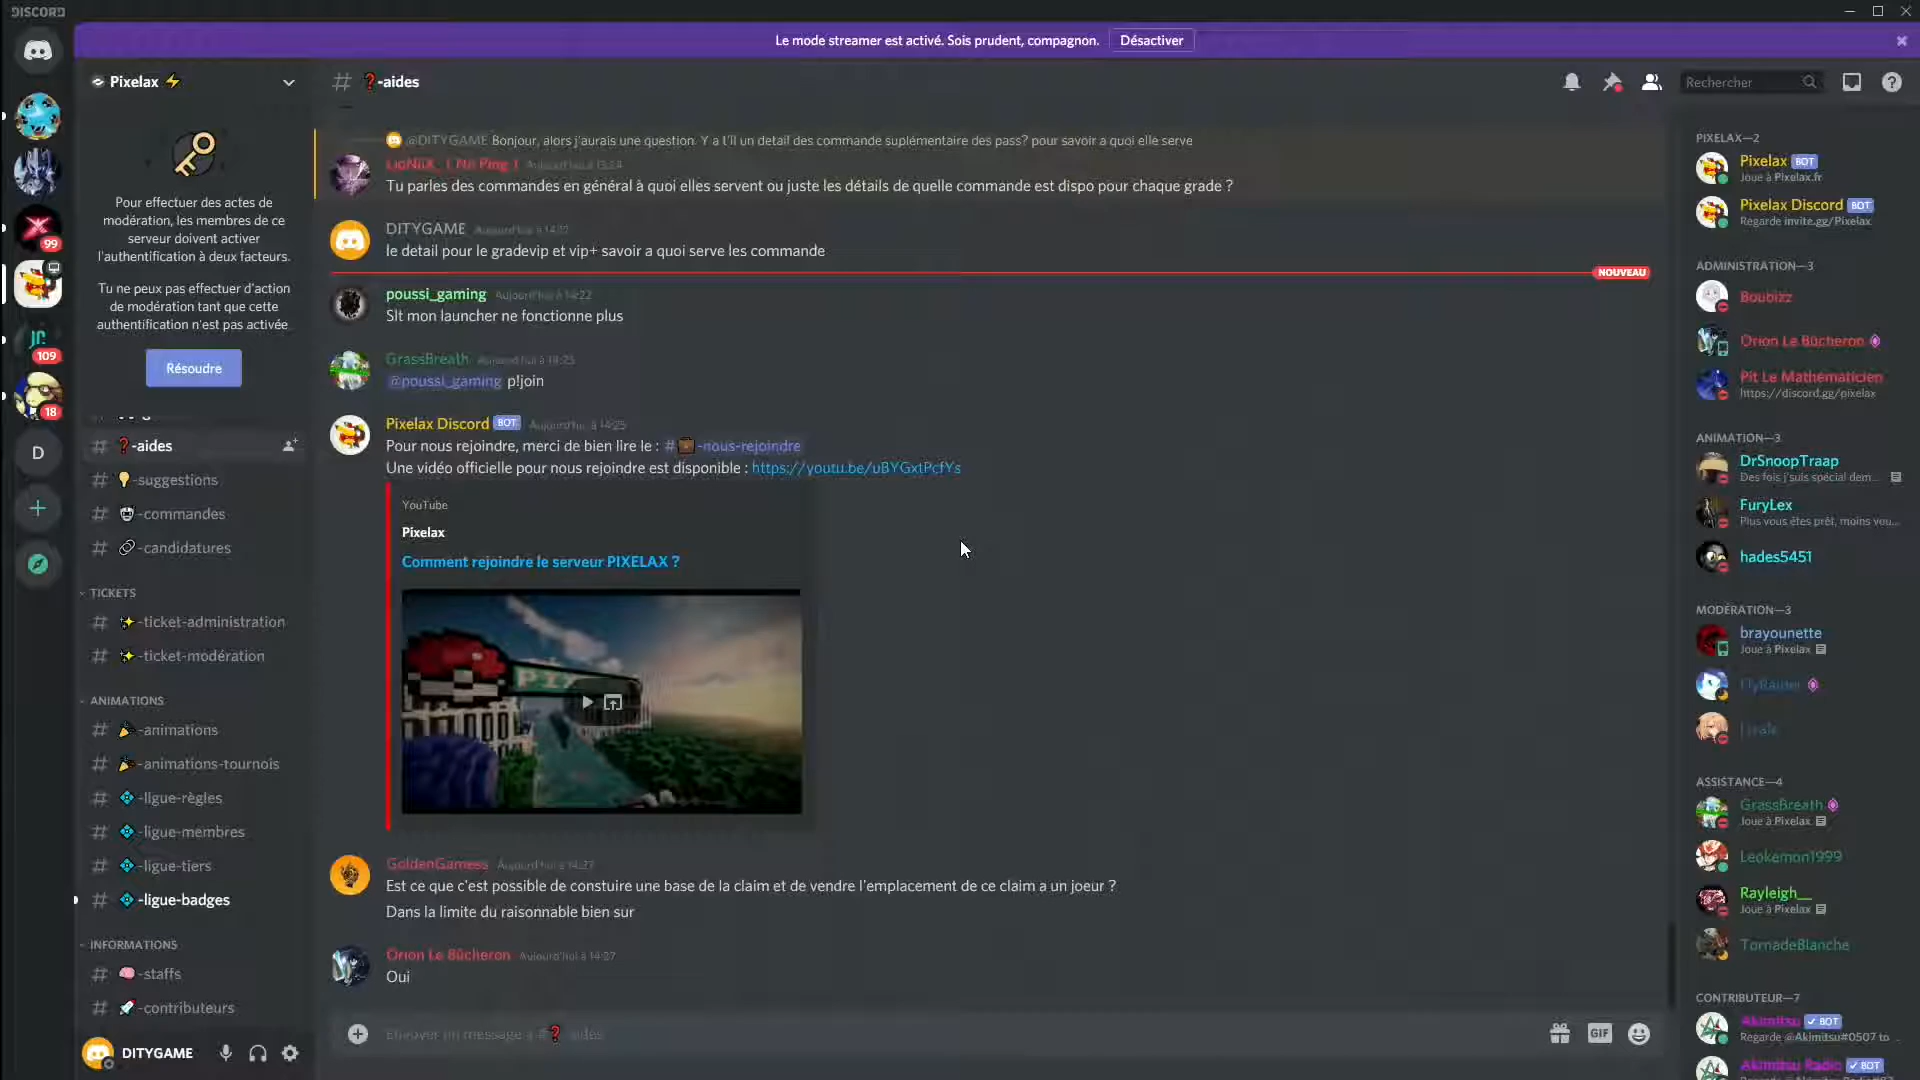 DISCORD
Le mode streamer est activé. Sois prudent, compagnon. Désactiver
Pixelax
Pour effectuer des actes de
modération, les membres de ce
serveur doivent activer
l'authentification à deux facteurs.
Tu ne peux pas effectuer d'action
de modération tant que cette
authentification n'est pas activée
Résoudre
99
109
18
D
-aides
-suggestions
-commandes
-candidatures
TICKETS
-ticket-administration
-ticket-modération
ANIMATIONS
-animations
-animations-tournois
-ligue-règles
-ligue-membres
-ligue-tiers
-ligue-badges
INFORMATIONS
-staffs
-contributeurs
DITYGAME
# ❓-aides
Rechercher
@DITYGAME Bonjour, alors j'aurais une question. Y a t'il un detail des commande suplémentaire des pass? pour savoir a quoi elle serve
Aujourd'hui à 13:24
Tu parles des commandes en général à quoi elles servent ou juste les détails de quelle commande est dispo pour chaque grade ?
DITYGAME
le detail pour le gradevip et vip+ savoir a quoi serve les commande
NOUVEAU
poussi_gaming Aujourd'hui à 14:22
Slt mon launcher ne fonctionne plus
GrassBreath Aujourd'hui à 14:25
@poussi_gaming p!join
Pixelax Discord BOT Aujourd'hui à 14:25
Pour nous rejoindre, merci de bien lire le : # -nous-rejoindre
Une vidéo officielle pour nous rejoindre est disponible : https://youtu.be/uBYGxtPcfYs
YouTube
Pixelax
Comment rejoindre le serveur PIXELAX ?
GoldenGamess Aujourd'hui à 14:27
Est ce que c'est possible de constuire une base de la claim et de vendre l'emplacement de ce claim a un joeur ?
Dans la limite du raisonnable bien sur
Orion Le Bûcheron Aujourd'hui à 14:27
Oui
Envoyer un message à # ❓-aides
GIF
PIXELAX—2
Pixelax BOT
Joue à Pixelax.fr
Pixelax Discord BOT
Regarde invite.gg/Pixelax
ADMINISTRATION—3
Boubizz
Orion Le Bûcheron
Pit Le Mathématicien
https://discord.gg/pixelax
ANIMATION—3
DrSnoopTraap
Des fois j'suis spécial dem...
FuryLex
Plus vous êtes prêt, moins vou...
hades5451
MODÉRATION—3
brayounette
Joue à Pixelax
FlyRaider
ASSISTANCE—4
GrassBreath
Joue à Pixelax
Leokemon1999
Rayleigh__
Joue à Pixelax
TornadeBlanche
CONTRIBUTEUR—7
Akimitsu ✓ BOT
Regarde @Akimitsu#0507 to ...
Akimitsu Radio ✓ BOT